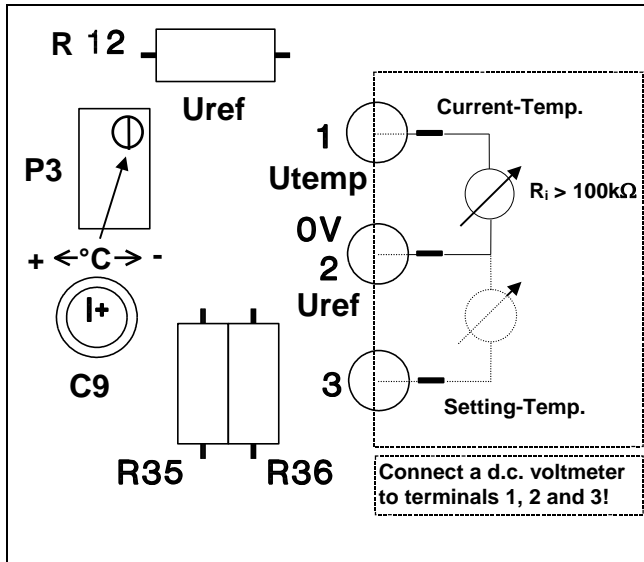 R 12
Uref
P3
+ ←°C→ -
I+
C9
R35 R36
1
Utemp
0V
2
Uref
3
Current-Temp.
Ri > 100kΩ
Setting-Temp.
Connect a d.c. voltmeter
to terminals 1, 2 and 3!